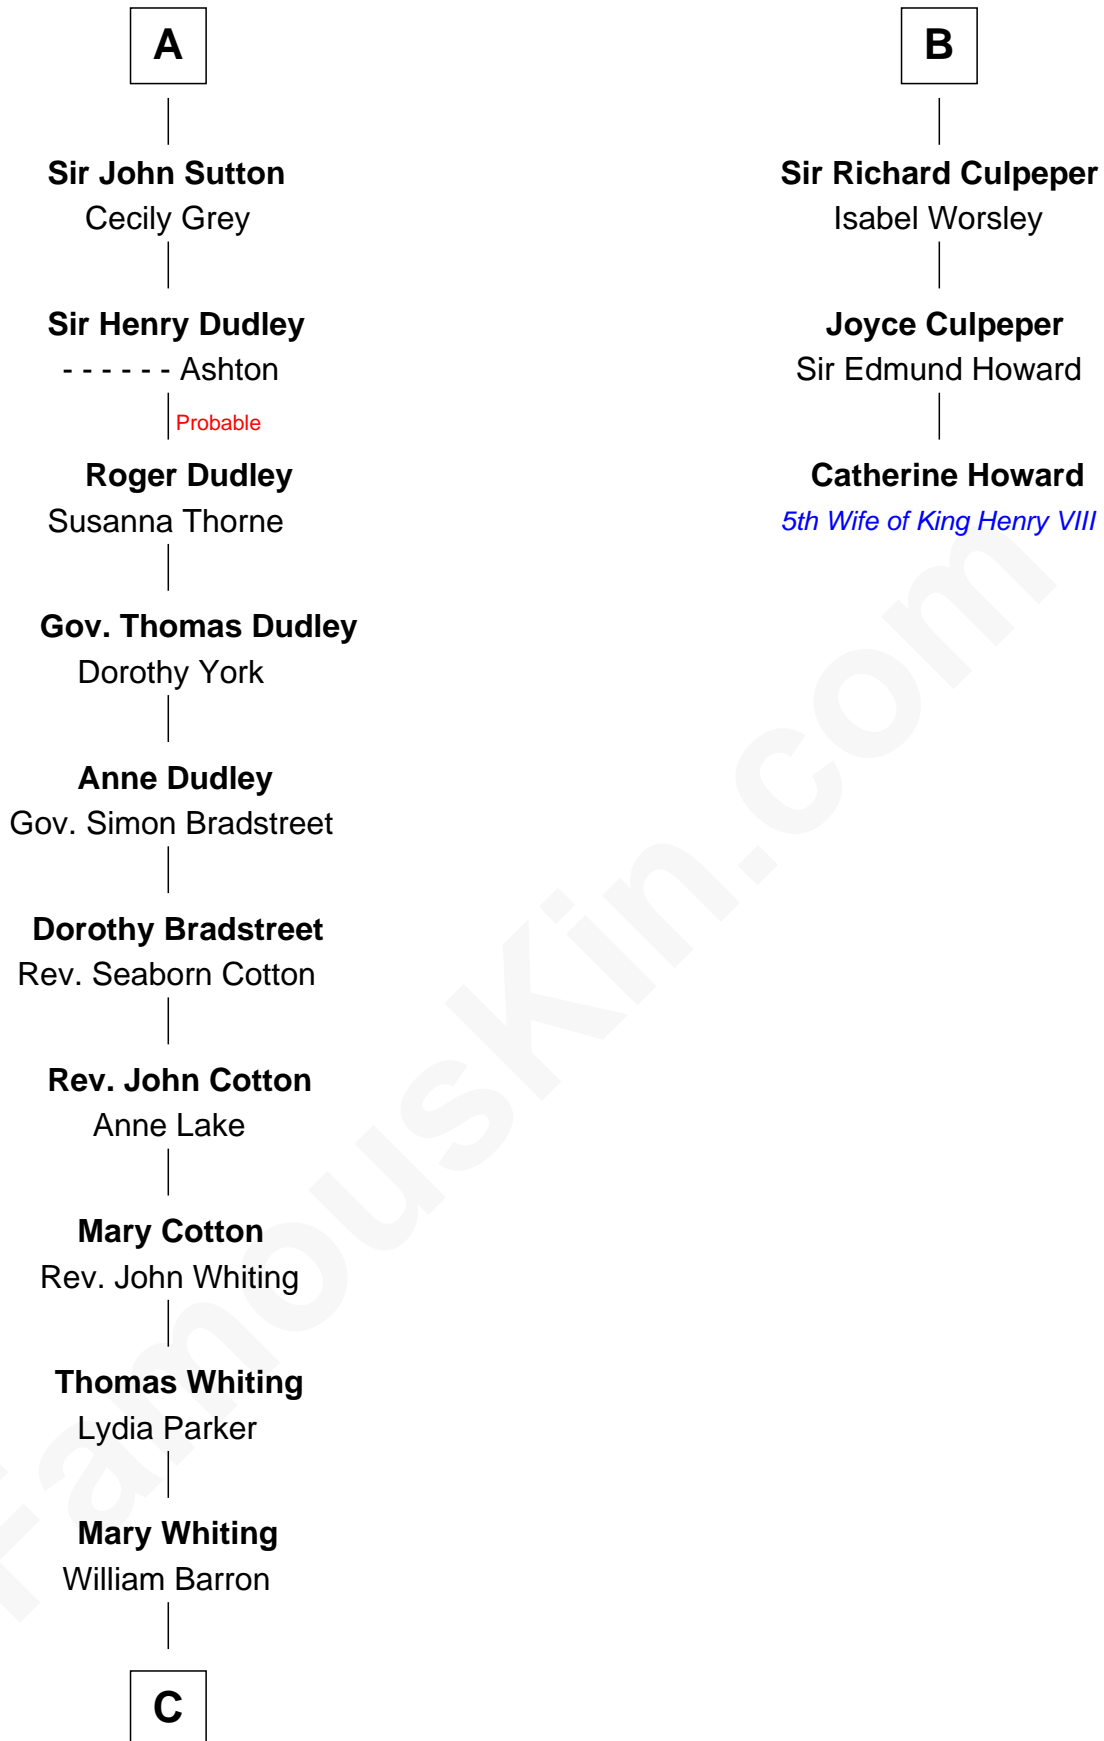 A
Sir John Sutton
Cecily Grey
Sir Henry Dudley
- - - - - - Ashton
Probable
Roger Dudley
Susanna Thorne
Gov. Thomas Dudley
Dorothy York
Anne Dudley
Gov. Simon Bradstreet
Dorothy Bradstreet
Rev. Seaborn Cotton
Rev. John Cotton
Anne Lake
Mary Cotton
Rev. John Whiting
Thomas Whiting
Lydia Parker
Mary Whiting
William Barron
C
B
Sir Richard Culpeper
Isabel Worsley
Joyce Culpeper
Sir Edmund Howard
Catherine Howard
5th Wife of King Henry VIII
FamousKin.com